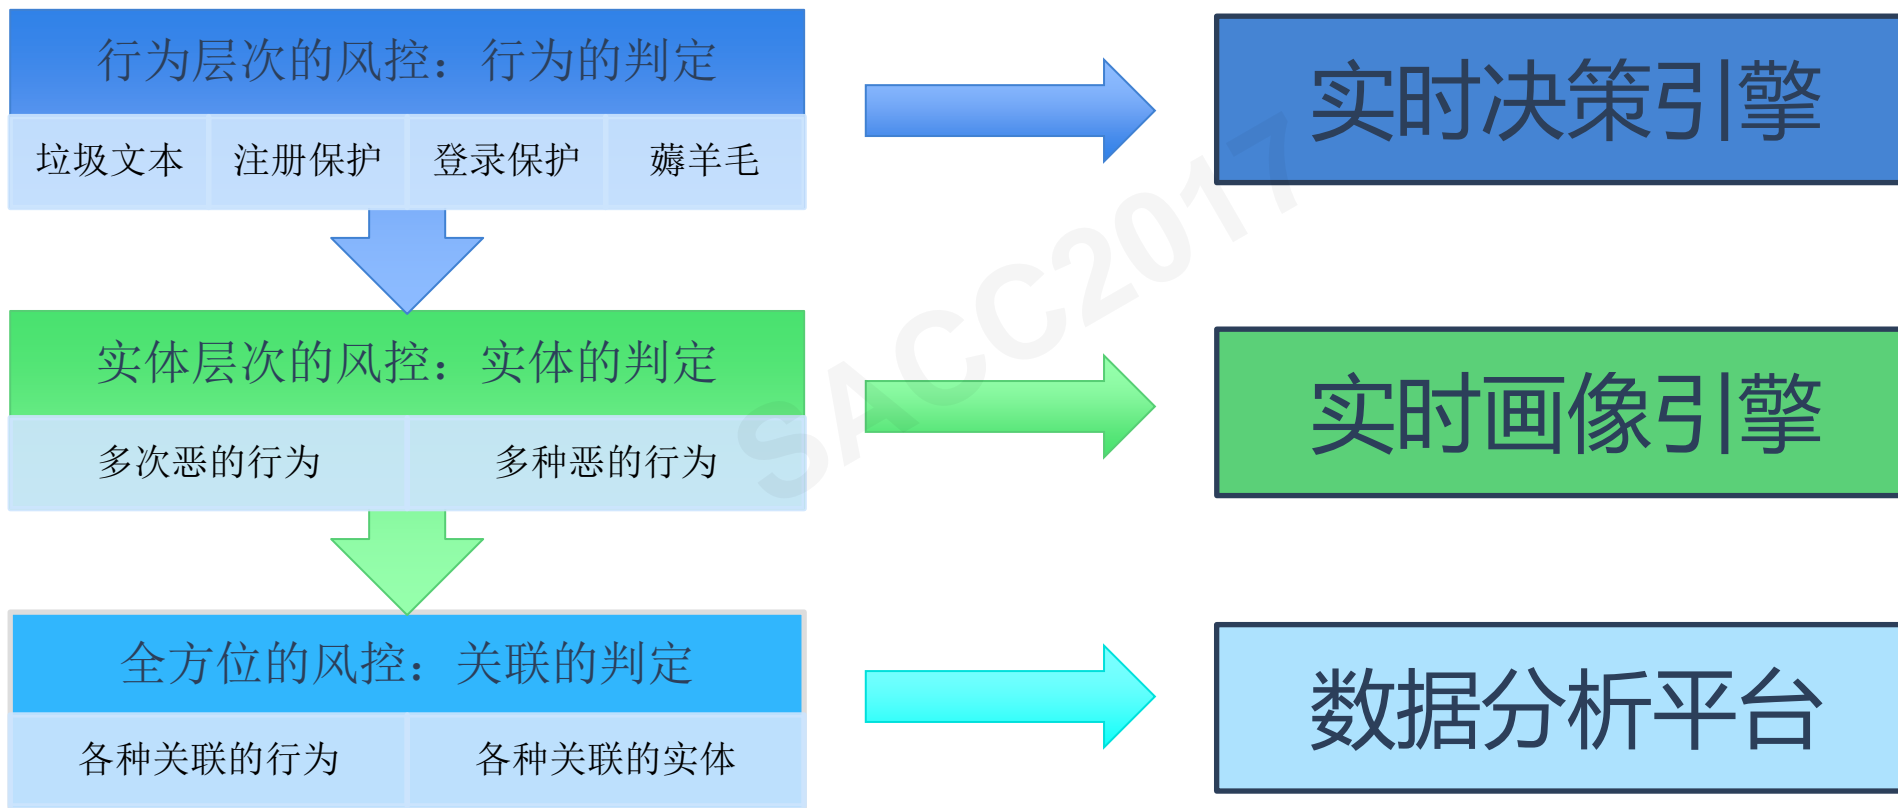 行为层次的风控：行为的判定
实时决策引擎
垃圾文本 注册保护 登录保护 薅羊毛
实体层次的风控：实体的判定
实时画像引擎
多次恶的行为 多种恶的行为
全方位的风控：关联的判定
数据分析平台
各种关联的行为 各种关联的实体
SACC2017